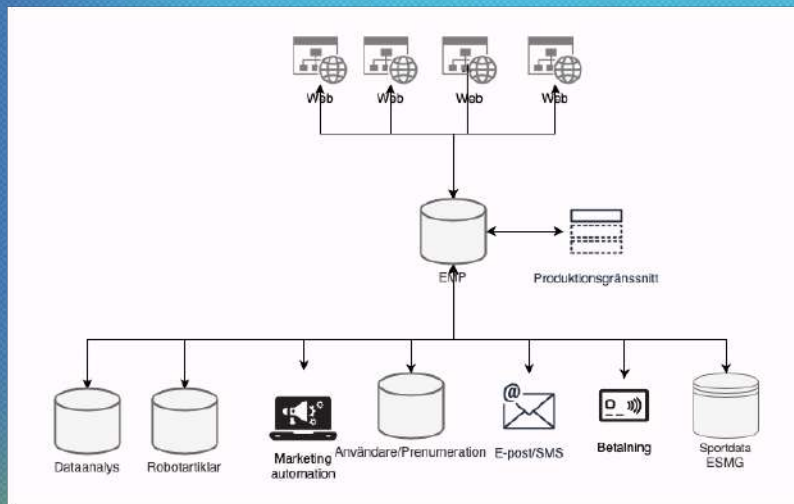 Web Web Web Web
EMP
Produktionsgränssnitt
@
Dataanalys
Robotartiklar
Marketing
automation
Användare/Prenumeration
E-post/SMS
Betalning
Sportdata
ESMG